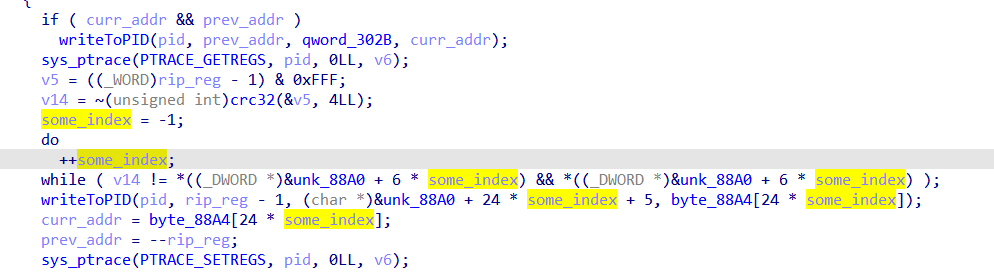 {
if ( curr_addr && prev_addr )
writeToPID(pid, prev_addr, qword_302B, curr_addr);
sys_ptrace(PTRACE_GETREGS, pid, 0LL, v6);
v5 = ((_WORD)rip_reg - 1) & 0xFFF;
v14 = ~(unsigned int)crc32(&v5, 4LL);
some_index = -1;
do
++some_index;
while ( v14 != *((_DWORD *)&unk_88A0 + 6 * some_index) && *((_DWORD *)&unk_88A0 + 6 * some_index) );
writeToPID(pid, rip_reg - 1, (char *)&unk_88A0 + 24 * some_index + 5, byte_88A4[24 * some_index]);
curr_addr = byte_88A4[24 * some_index];
prev_addr = --rip_reg;
sys_ptrace(PTRACE_SETREGS, pid, 0LL, v6);